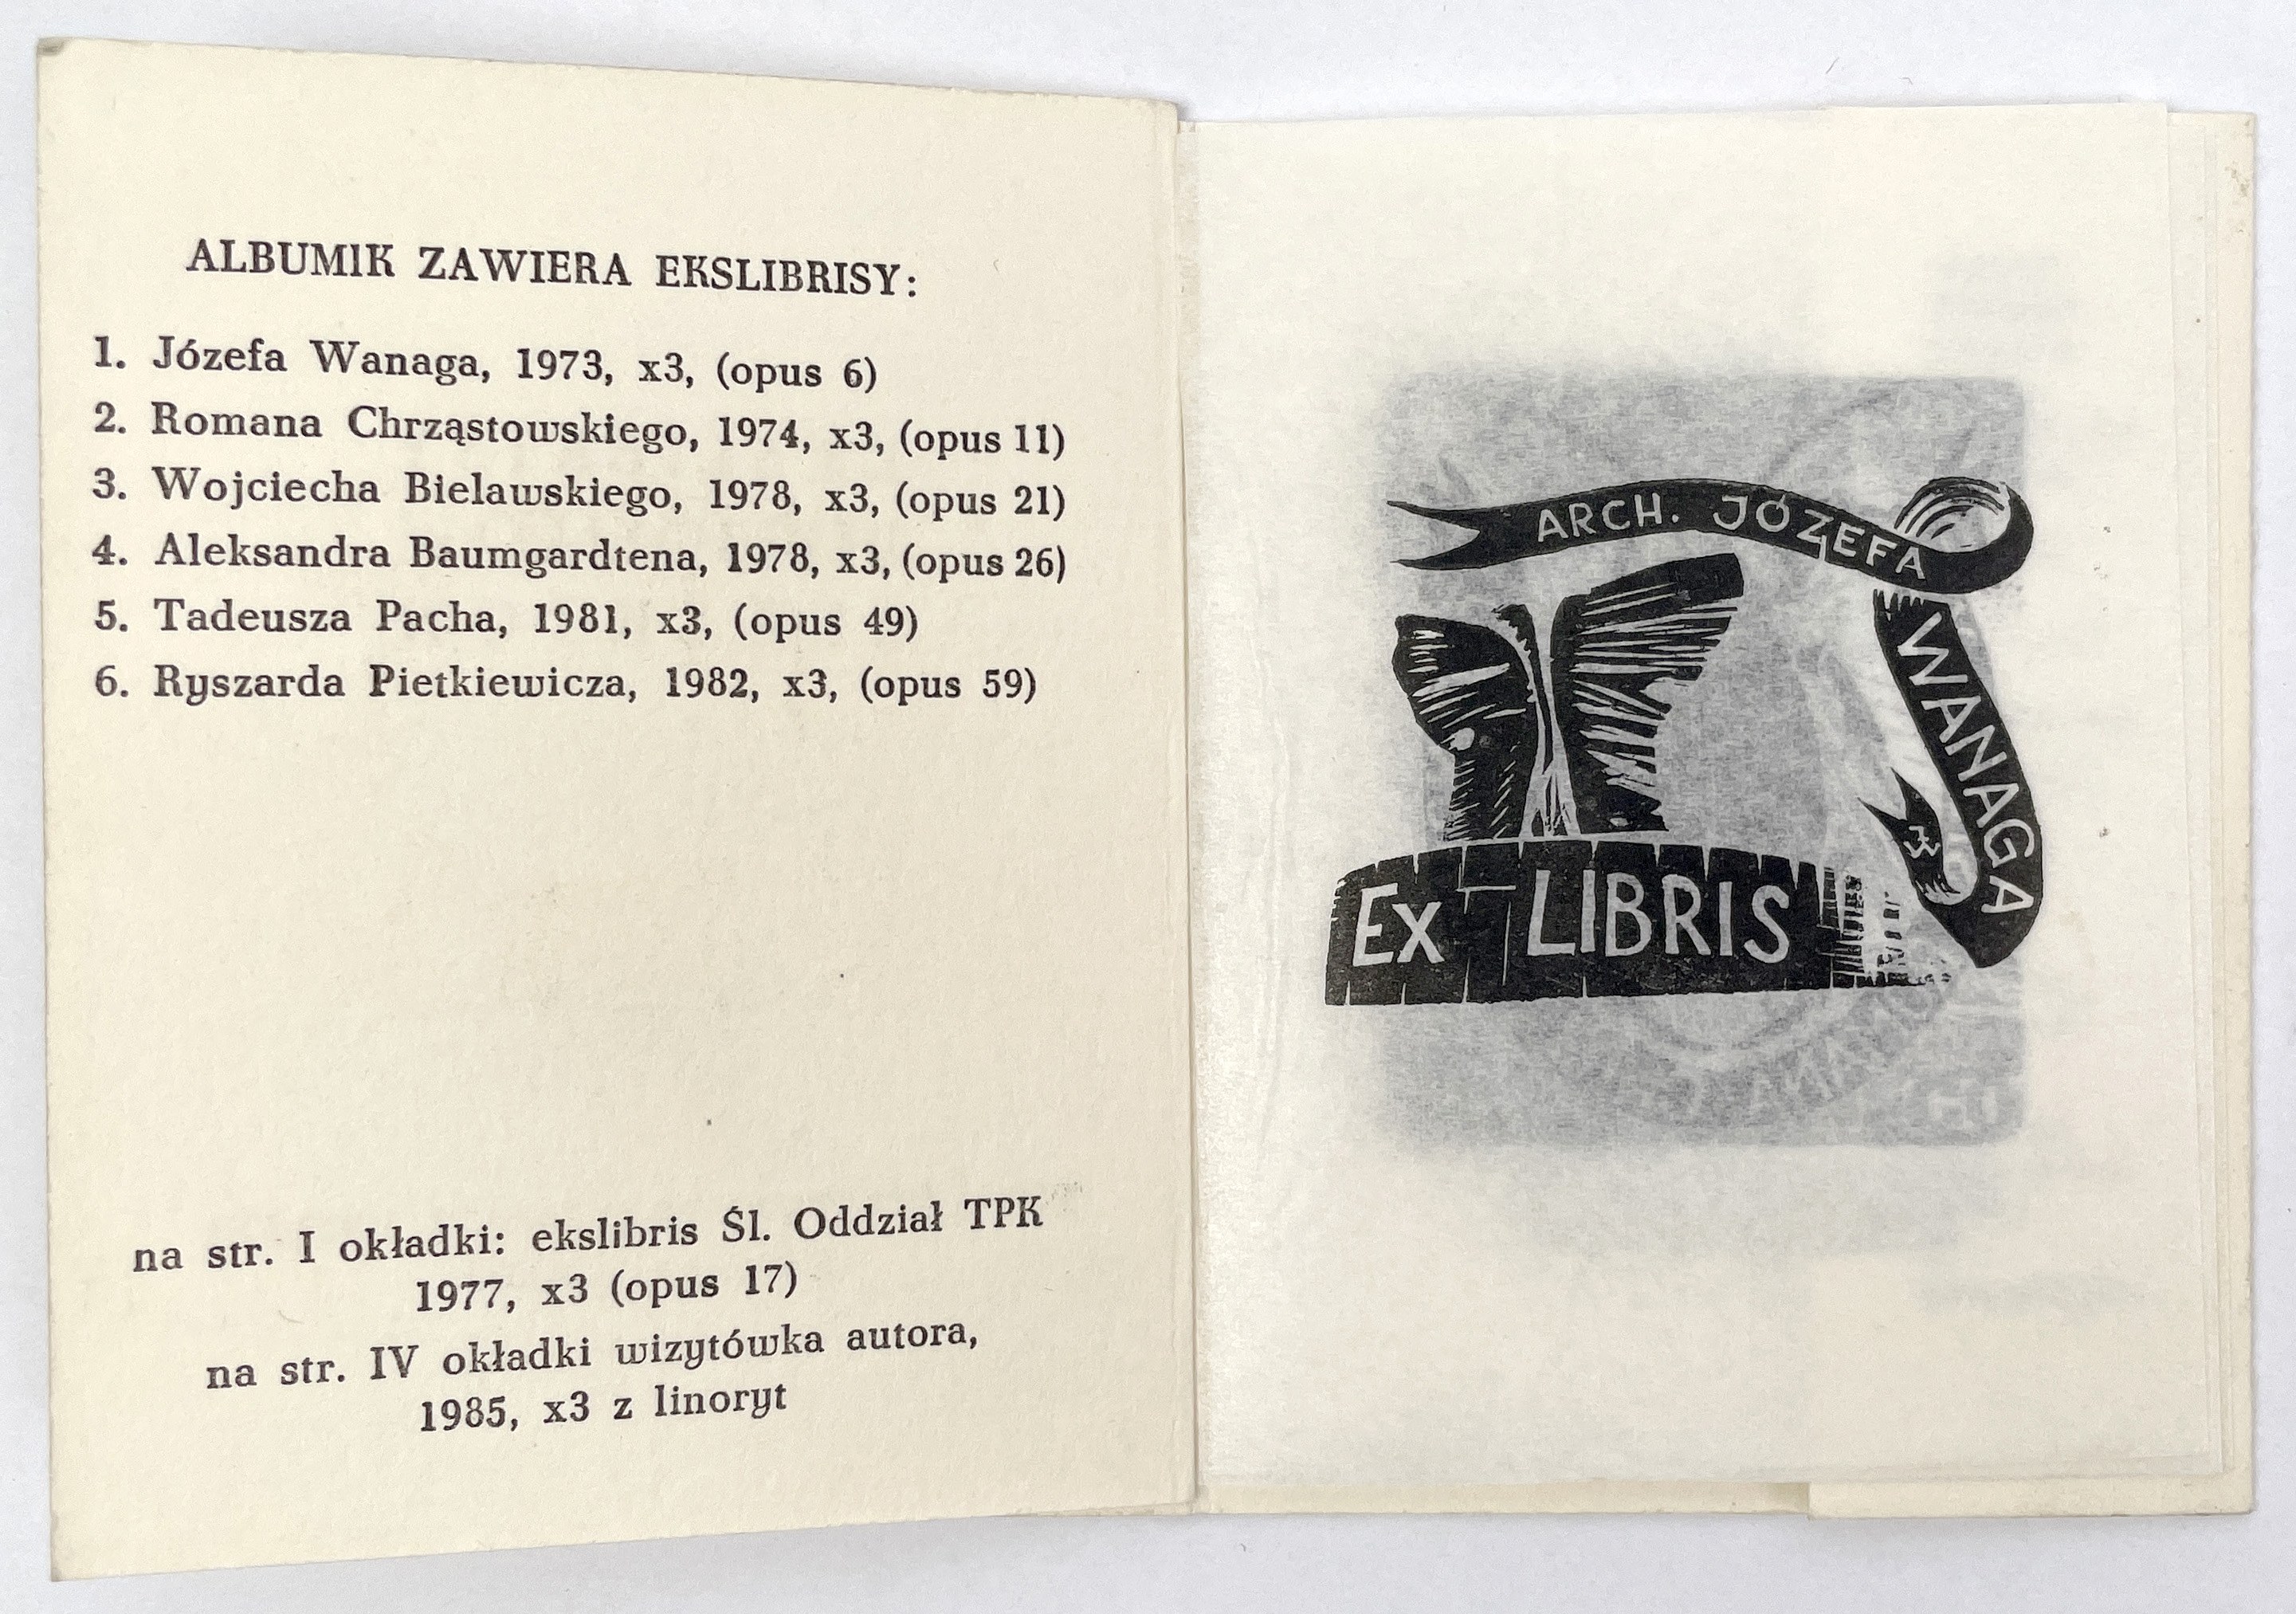 ALBUMIK ZAWIERA EKSLIBRISY:
1. Józefa Wanaga, 1973, x3, (opus 6)
2. Romana Chrząstowskiego, 1974, x3, (opus 11)
3. Wojciecha Bielawskiego, 1978, x3, (opus 21)
4. Aleksandra Baumgardtena, 1978, x3, (opus 26)
5. Tadeusza Pacha, 1981, x3, (opus 49)
6. Ryszarda Pietkiewicza, 1982, x3, (opus 59)
na str. I okładki: ekslibris Śl. Oddział TPK
1977, x3 (opus 17)
na str. IV okładki wizytówka autora,
1985, x3 z linoryt
ARCH. JÓZEFA
WANAGA
EX LIBRIS